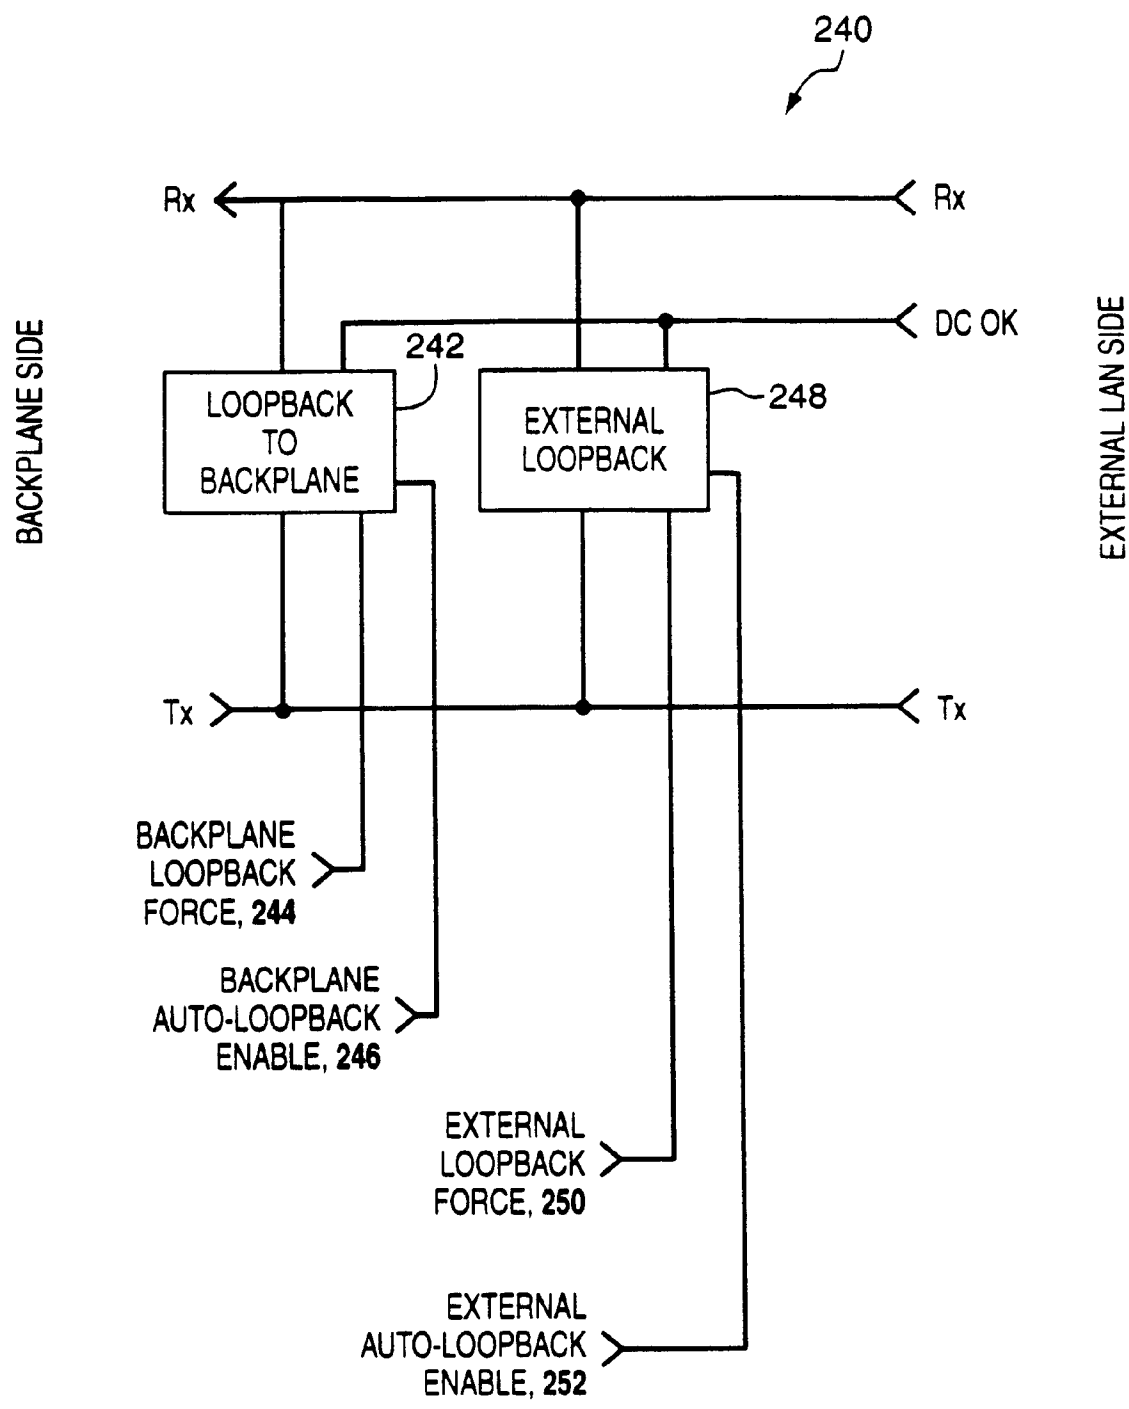 240
Rx
Rx
DC OK
BACKPLANE SIDE
EXTERNAL LAN SIDE
242
LOOPBACK
TO
BACKPLANE
248
EXTERNAL
LOOPBACK
Tx
Tx
BACKPLANE
LOOPBACK
FORCE, 244
BACKPLANE
AUTO-LOOPBACK
ENABLE, 246
EXTERNAL
LOOPBACK
FORCE, 250
EXTERNAL
AUTO-LOOPBACK
ENABLE, 252